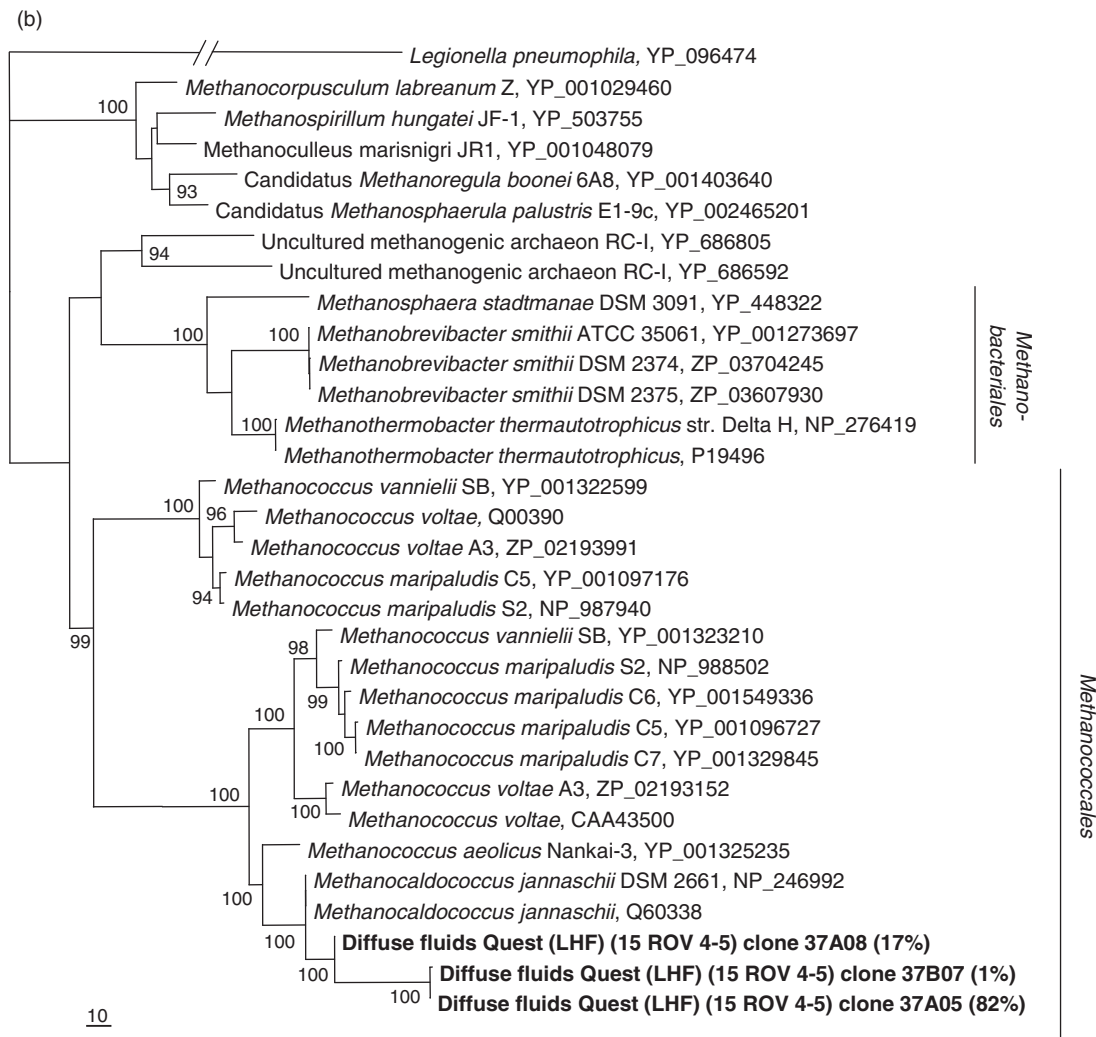 (b)
Legionella pneumophila, YP_096474
Methanocorpusculum labreanum Z, YP_001029460
100
Methanospirillum hungatei JF-1, YP_503755
Methanoculleus marisnigri JR1, YP_001048079
Candidatus Methanoregula boonei 6A8, YP_001403640
93
Candidatus Methanosphaerula palustris E1-9c, YP_002465201
Uncultured methanogenic archaeon RC-I, YP_686805
94
Uncultured methanogenic archaeon RC-I, YP_686592
Methanosphaera stadtmanae DSM 3091, YP_448322
100
100
Methanobrevibacter smithii ATCC 35061, YP_001273697
Methanobrevibacter smithii DSM 2374, ZP_03704245
Methanobrevibacter smithii DSM 2375, ZP_03607930
100
Methanothermobacter thermautotrophicus str. Delta H, NP_276419
Methanothermobacter thermautotrophicus, P19496
Methano-
bacteriales
Methanococcus vannielii SB, YP_001322599
100
96
Methanococcus voltae, Q00390
Methanococcus voltae A3, ZP_02193991
Methanococcus maripaludis C5, YP_001097176
94
Methanococcus maripaludis S2, NP_987940
99
Methanococcus vannielii SB, YP_001323210
98
Methanococcus maripaludis S2, NP_988502
99
Methanococcus maripaludis C6, YP_001549336
100
Methanococcus maripaludis C5, YP_001096727
100
Methanococcus maripaludis C7, YP_001329845
Methanococcus voltae A3, ZP_02193152
100
100
Methanococcus voltae, CAA43500
Methanococcus aeolicus Nankai-3, YP_001325235
100
Methanocaldococcus jannaschii DSM 2661, NP_246992
Methanocaldococcus jannaschii, Q60338
100
Diffuse fluids Quest (LHF) (15 ROV 4-5) clone 37A08 (17%)
100
Diffuse fluids Quest (LHF) (15 ROV 4-5) clone 37B07 (1%)
100
Diffuse fluids Quest (LHF) (15 ROV 4-5) clone 37A05 (82%)
Methanococcales
10